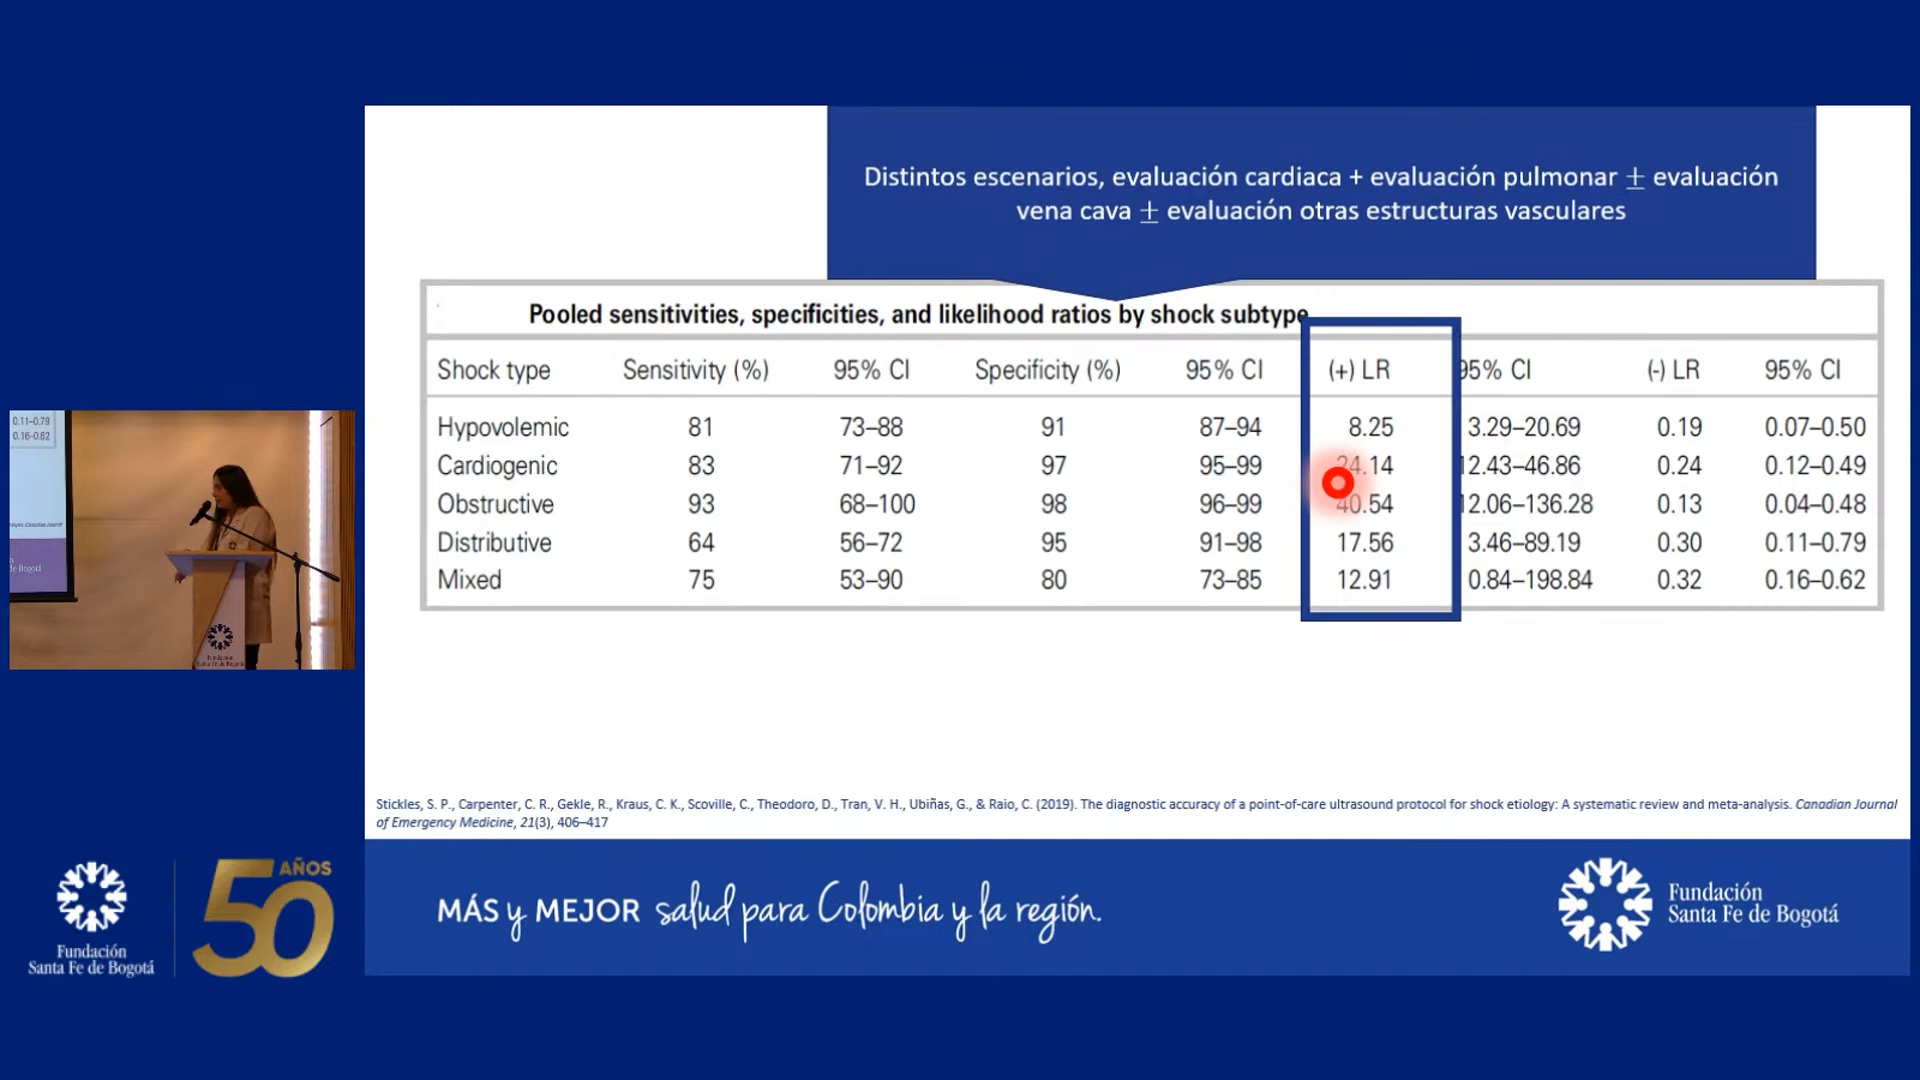 Distintos escenarios, evaluación cardiaca + evaluación pulmonar ± evaluación
vena cava ± evaluación otras estructuras vasculares
Pooled sensitivities, specificities, and likelihood ratios by shock subtype
Shock type Sensitivity (%) 95% CI Specificity (%) 95% CI (+) LR 95% CI (-) LR 95% CI
Hypovolemic 81 73–88 91 87–94 8.25 3.29–20.69 0.19 0.07–0.50
Cardiogenic 83 71–92 97 95–99 24.14 12.43–46.86 0.24 0.12–0.49
Obstructive 93 68–100 98 96–99 40.54 12.06–136.28 0.13 0.04–0.48
Distributive 64 56–72 95 91–98 17.56 3.46–89.19 0.30 0.11–0.79
Mixed 75 53–90 80 73–85 12.91 0.84–198.84 0.32 0.16–0.62
0.11–0.79
0.16–0.62
Stickles, S. P., Carpenter, C. R., Gekle, R., Kraus, C. K., Scoville, C., Theodoro, D., Tran, V. H., Ubiñas, G., & Raio, C. (2019). The diagnostic accuracy of a point-of-care ultrasound protocol for shock etiology: A systematic review and meta-analysis. Canadian Journal
of Emergency Medicine, 21(3), 406–417
Fundación
Santa Fe de Bogotá
50 AÑOS
MÁS y MEJOR salud para Colombia y la región.
Fundación
Santa Fe de Bogotá